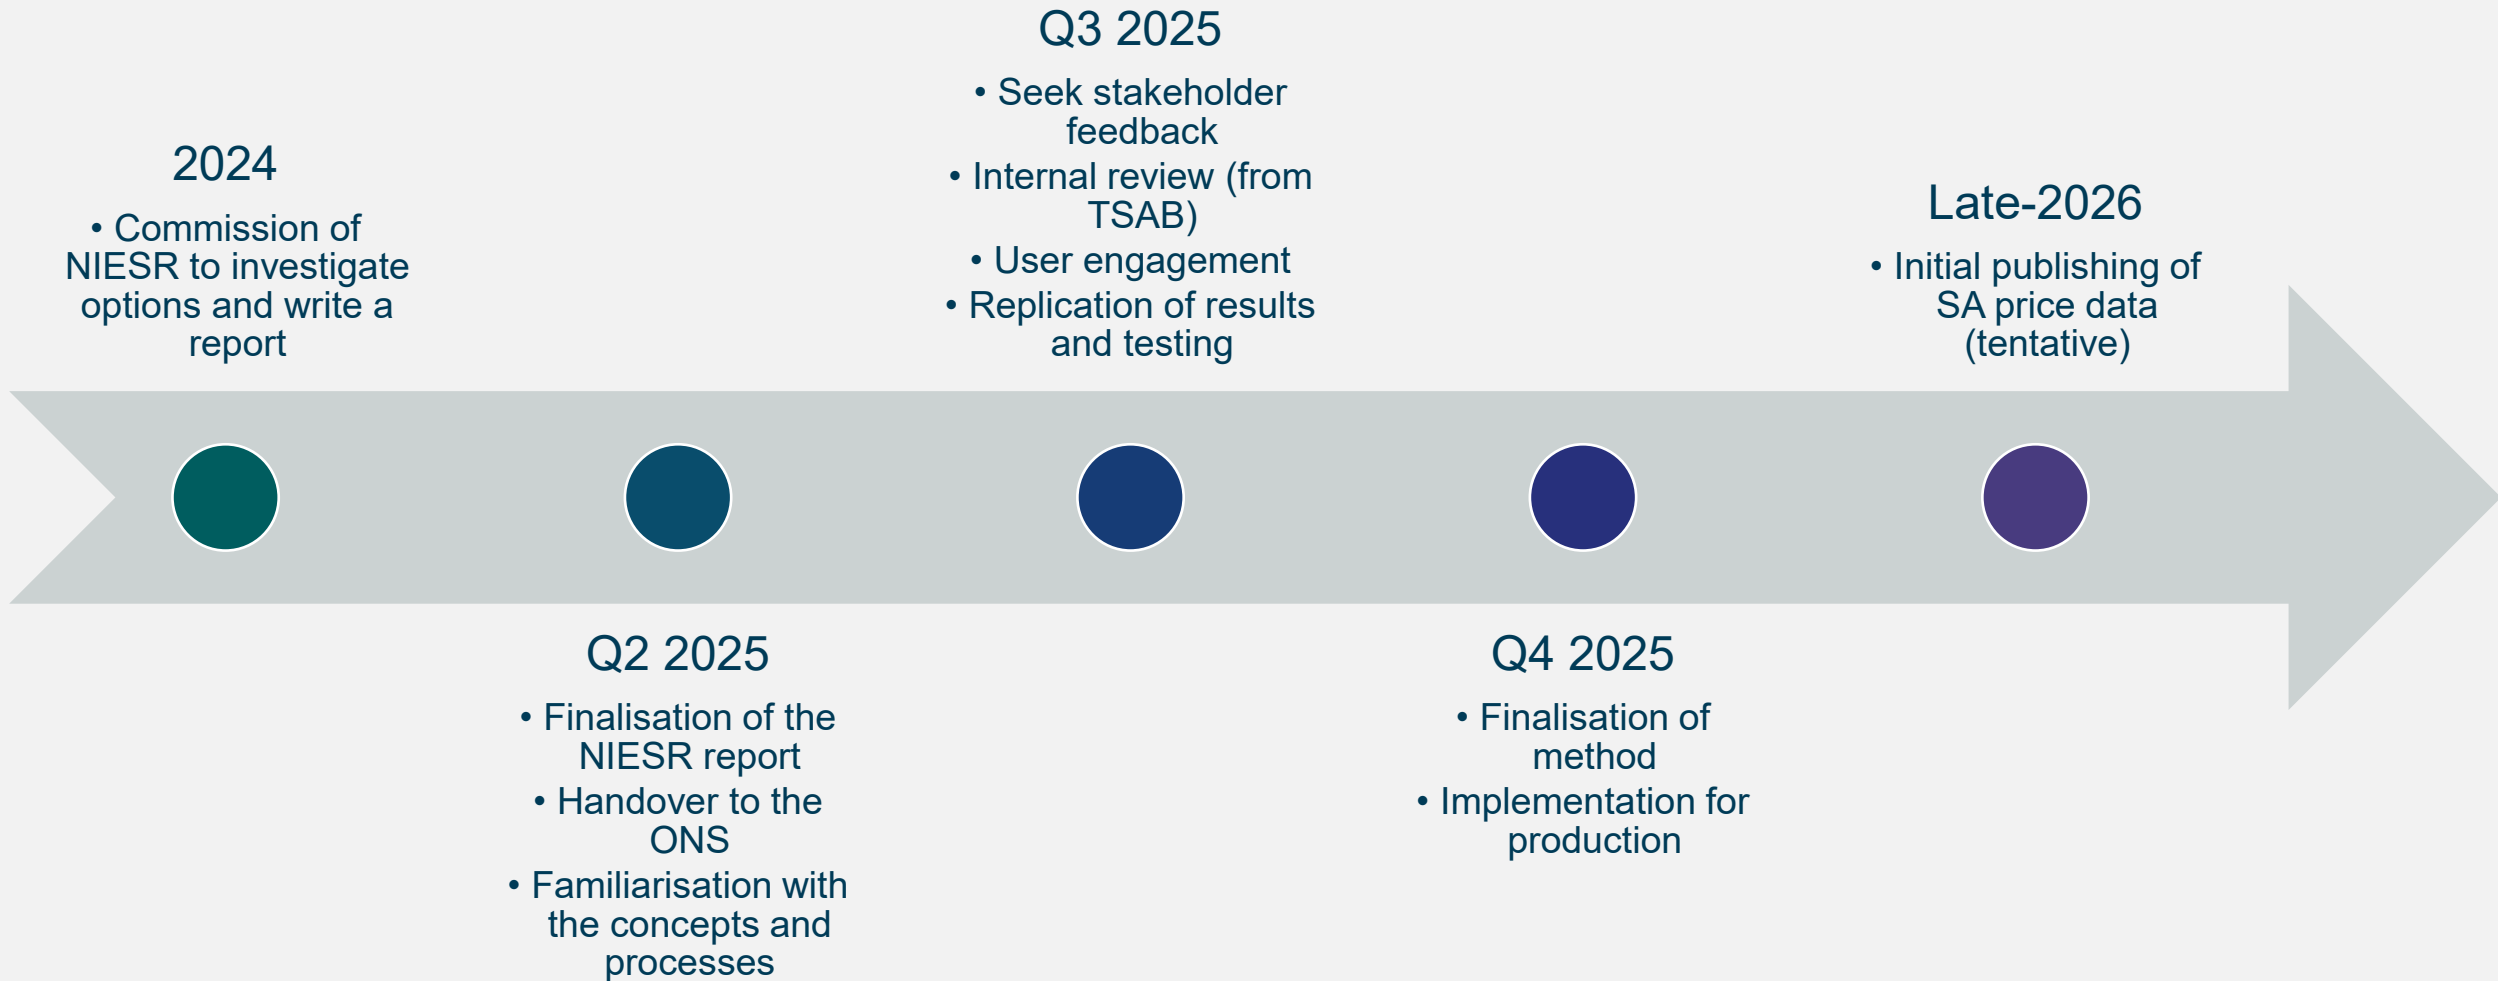 2024
• Commission of
NIESR to investigate
options and write a
report
Q2 2025
• Finalisation of the
NIESR report
• Handover to the
ONS
• Familiarisation with
the concepts and
processes
Q3 2025
• Seek stakeholder
feedback
• Internal review (from
TSAB)
• User engagement
• Replication of results
and testing
Q4 2025
• Finalisation of
method
• Implementation for
production
Late-2026
• Initial publishing of
SA price data
(tentative)